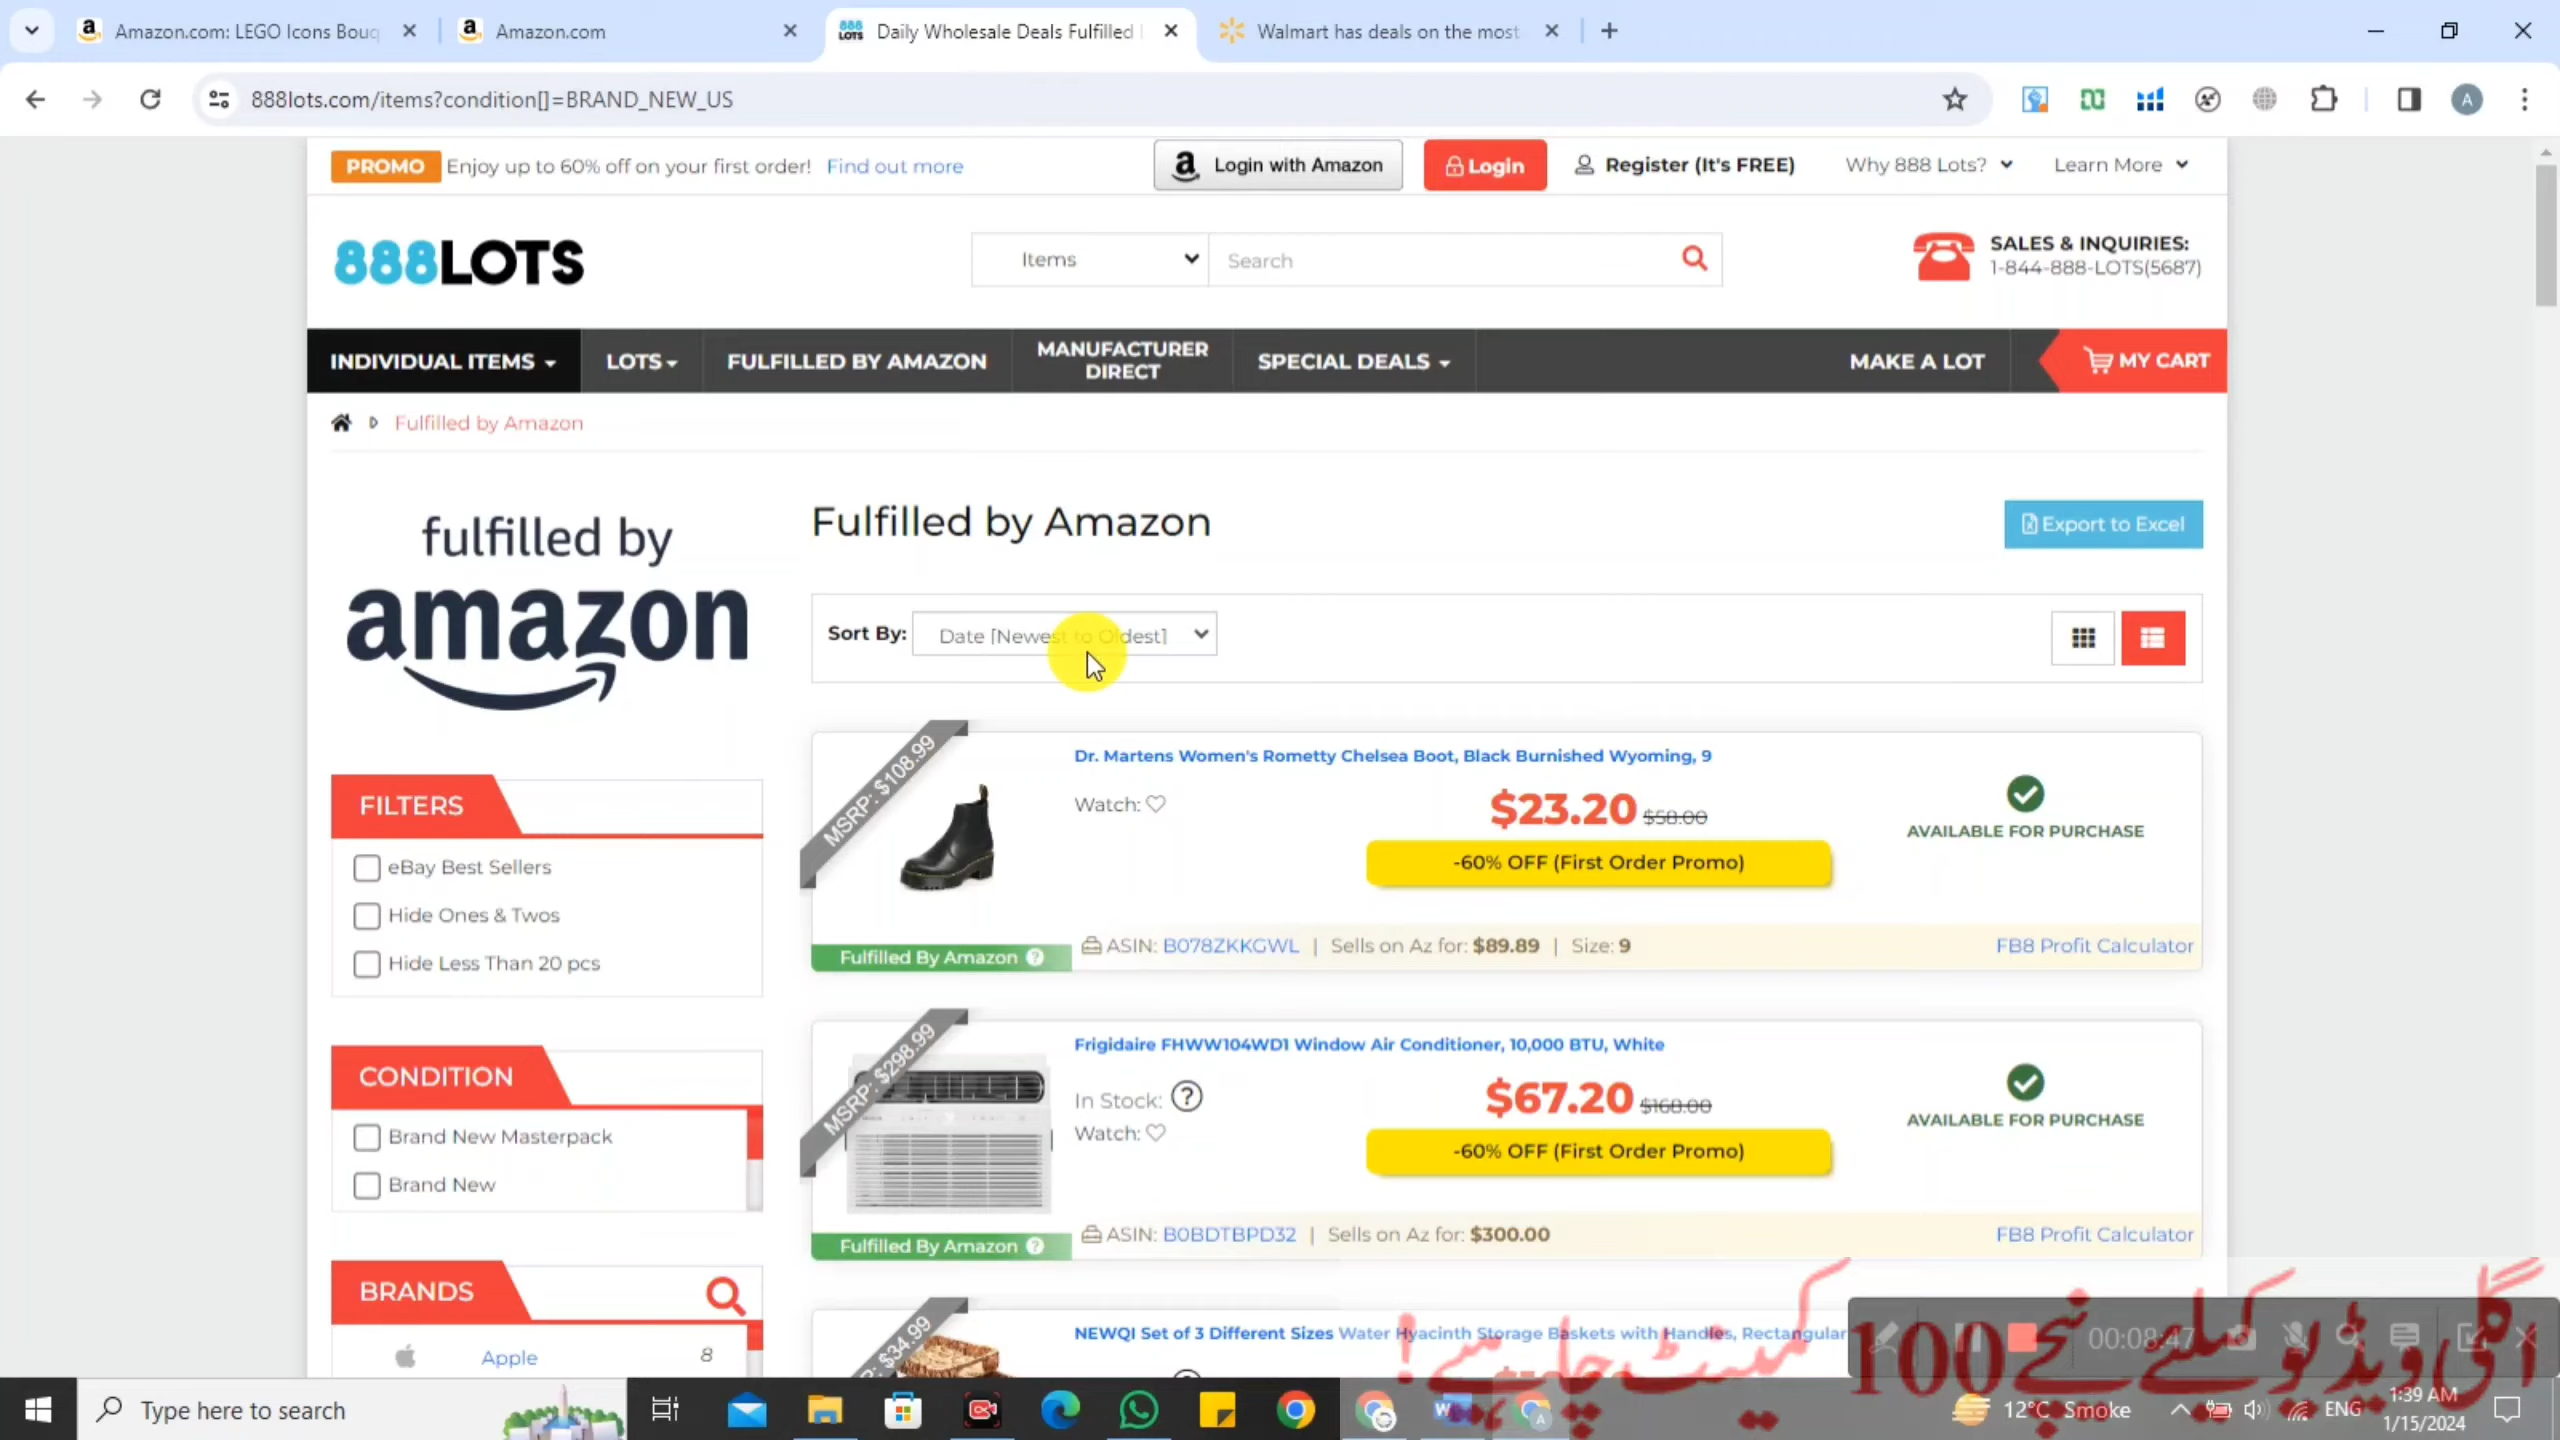 Amazon.com: LEGO Icons Bouq
Amazon.com
Daily Wholesale Deals Fulfilled
Walmart has deals on the most
888lots.com/items?condition[]=BRAND_NEW_US
A
PROMO Enjoy up to 60% off on your first order! Find out more
Login with Amazon
Login
Register (It's FREE)
Why 888 Lots?
Learn More
888LOTS
Items
Search
SALES & INQUIRIES:
1-844-888-LOTS(5687)
INDIVIDUAL ITEMS
LOTS
FULFILLED BY AMAZON
MANUFACTURER
DIRECT
SPECIAL DEALS
MAKE A LOT
MY CART
Fulfilled by Amazon
fulfilled by
amazon
Fulfilled by Amazon
Export to Excel
Sort By: Date [Newest to Oldest]
FILTERS
eBay Best Sellers
Hide Ones & Twos
Hide Less Than 20 pcs
CONDITION
Brand New Masterpack
Brand New
BRANDS
Apple 8
MSRP: $108.99
Dr. Martens Women's Rometty Chelsea Boot, Black Burnished Wyoming, 9
Watch:
$23.20 $58.00
-60% OFF (First Order Promo)
AVAILABLE FOR PURCHASE
Fulfilled By Amazon ?
ASIN: B078ZKKGWL | Sells on Az for: $89.89 | Size: 9
FB8 Profit Calculator
MSRP: $298.99
Frigidaire FHWW104WD1 Window Air Conditioner, 10,000 BTU, White
In Stock: ?
Watch:
$67.20 $168.00
-60% OFF (First Order Promo)
AVAILABLE FOR PURCHASE
Fulfilled By Amazon ?
ASIN: B0BDTBPD32 | Sells on Az for: $300.00
FB8 Profit Calculator
P: $34.99
NEWQI Set of 3 Different Sizes Water Hyacinth Storage Baskets with Handles, Rectangular
00:08:47
اگلی ویڈیو کیلئے نیچے 100 کمینٹ چاہیے ہیں!
Type here to search
12°C Smoke
ENG
1:39 AM
1/15/2024